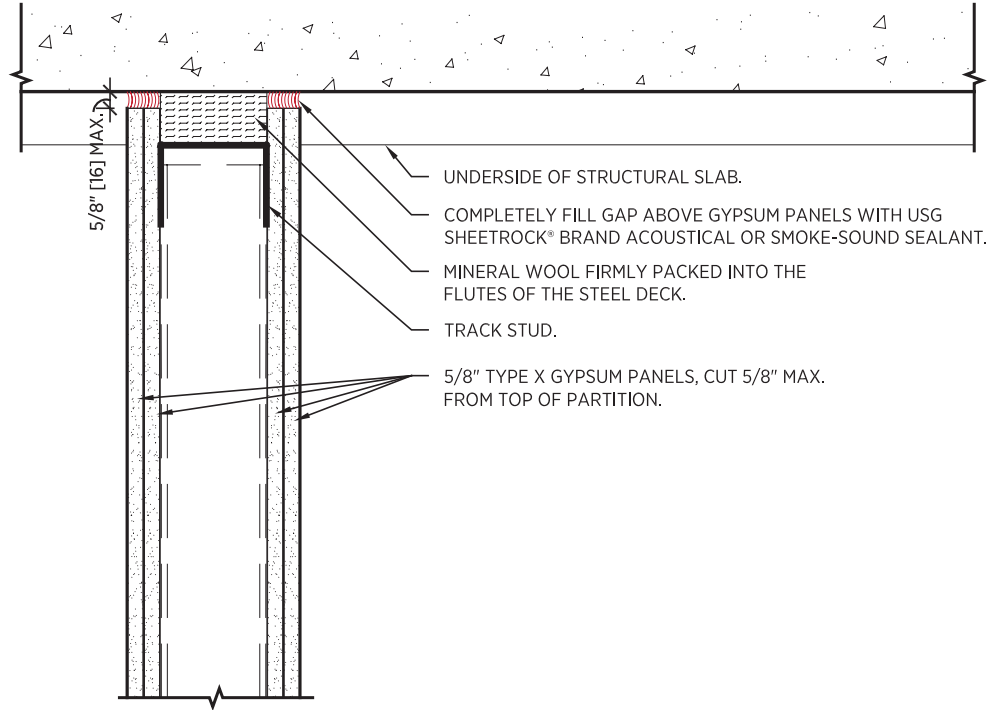 5/8" [16] MAX.
UNDERSIDE OF STRUCTURAL SLAB.
COMPLETELY FILL GAP ABOVE GYPSUM PANELS WITH USG
SHEETROCK® BRAND ACOUSTICAL OR SMOKE-SOUND SEALANT.
MINERAL WOOL FIRMLY PACKED INTO THE
FLUTES OF THE STEEL DECK.
TRACK STUD.
5/8" TYPE X GYPSUM PANELS, CUT 5/8" MAX.
FROM TOP OF PARTITION.